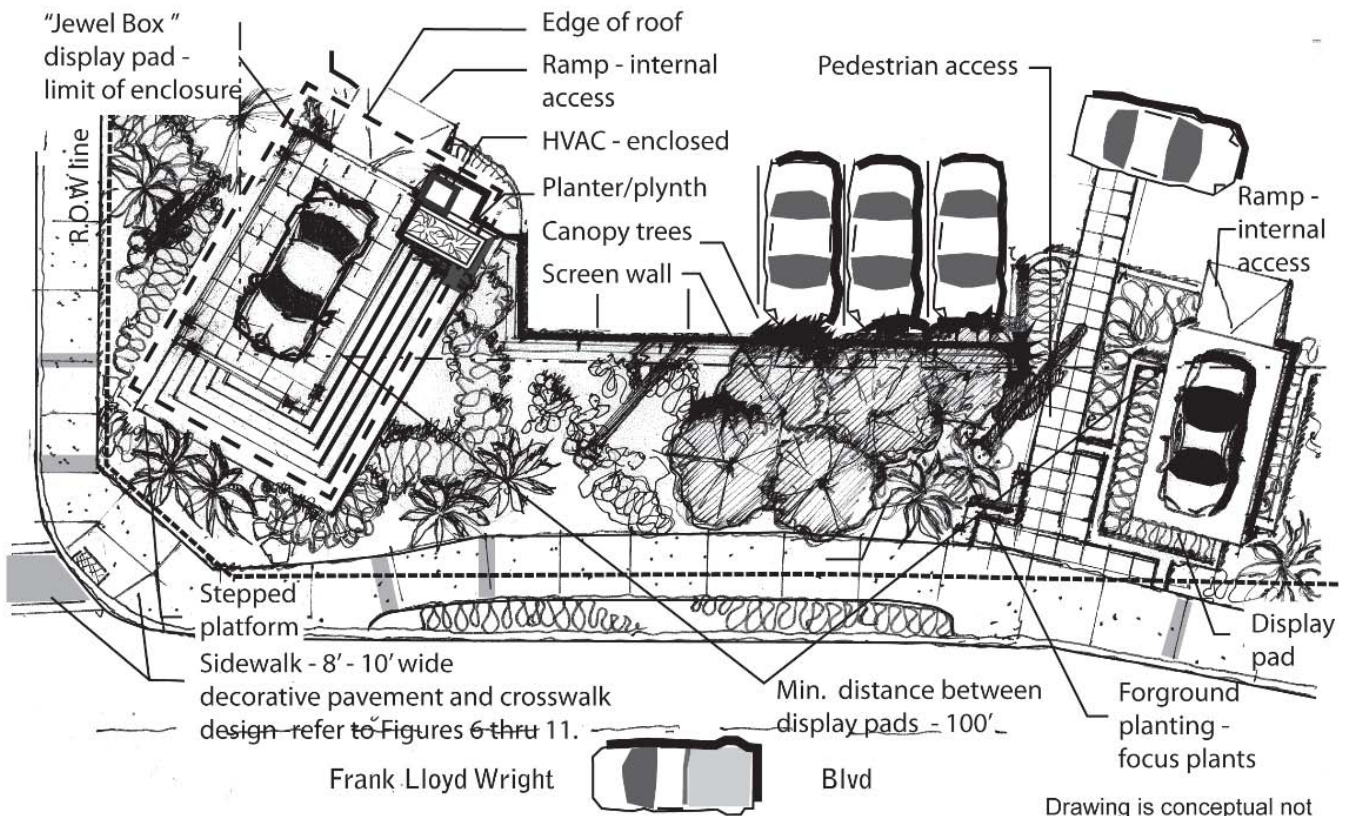 "Jewel Box "
display pad -
limit of enclosure
Edge of roof
Ramp - internal
access
HVAC - enclosed
Planter/plynth
Canopy trees
Screen wall
Pedestrian access
Ramp -
internal
access
R.O.W line
Stepped
platform
Sidewalk - 8' - 10' wide
decorative pavement and crosswalk
design refer to Figures 6 thru 11.
Min. distance between
display pads - 100'
Display
pad
Forground
planting -
focus plants
Frank Lloyd Wright Blvd
Drawing is conceptual not